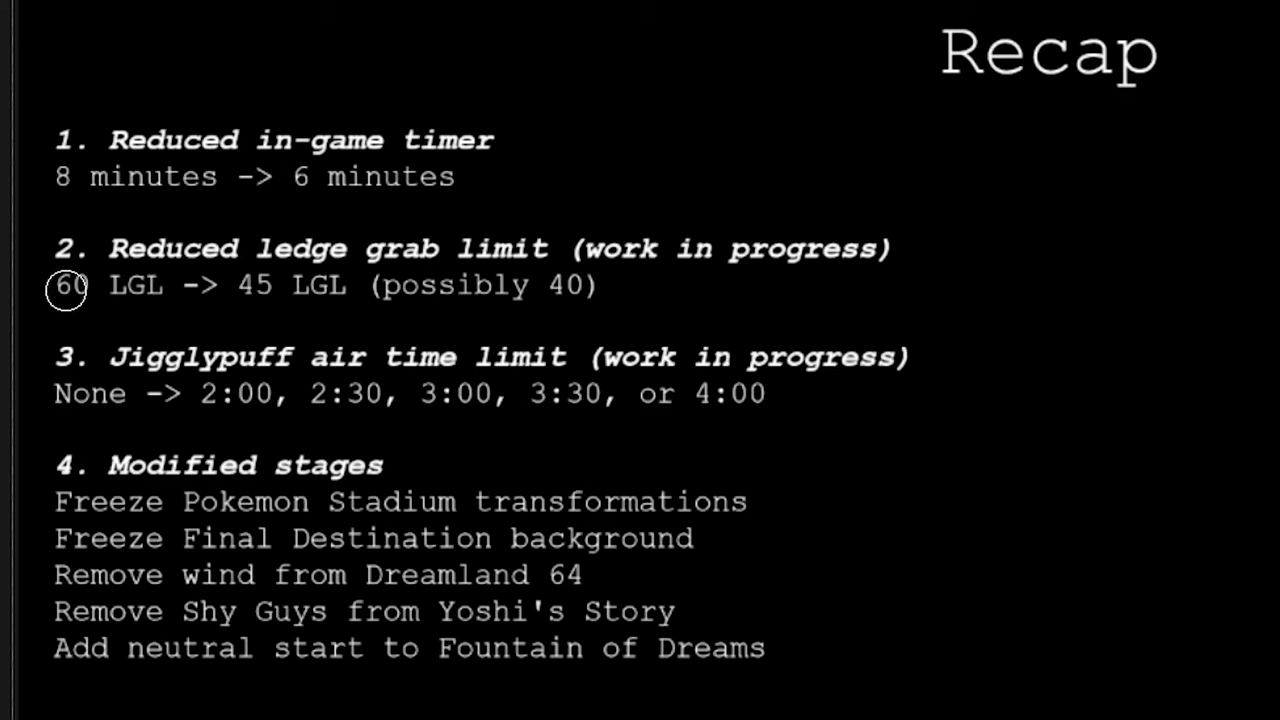 Recap
1. Reduced in-game timer
8 minutes -> 6 minutes
2. Reduced ledge grab limit (work in progress)
60 LGL -> 45 LGL (possibly 40)
3. Jigglypuff air time limit (work in progress)
None -> 2:00, 2:30, 3:00, 3:30, or 4:00
4. Modified stages
Freeze Pokemon Stadium transformations
Freeze Final Destination background
Remove wind from Dreamland 64
Remove Shy Guys from Yoshi's Story
Add neutral start to Fountain of Dreams